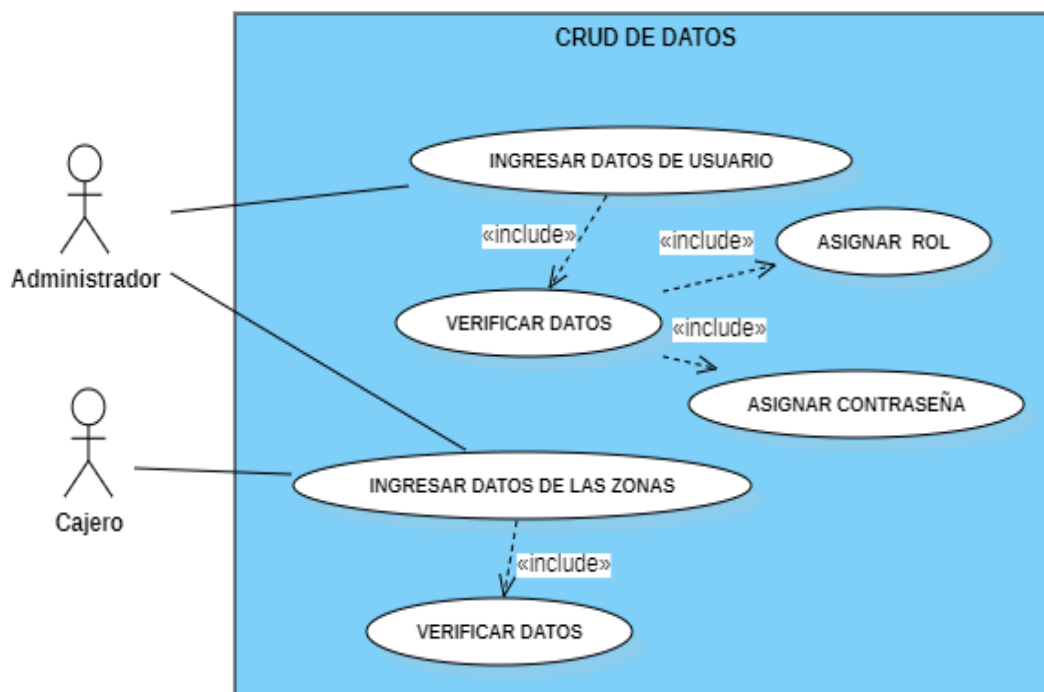 CRUD DE DATOS
INGRESAR DATOS DE USUARIO
«include»
«include»
ASIGNAR ROL
Administrador
VERIFICAR DATOS
«include»
ASIGNAR CONTRASEÑA
INGRESAR DATOS DE LAS ZONAS
Cajero
«include»
VERIFICAR DATOS